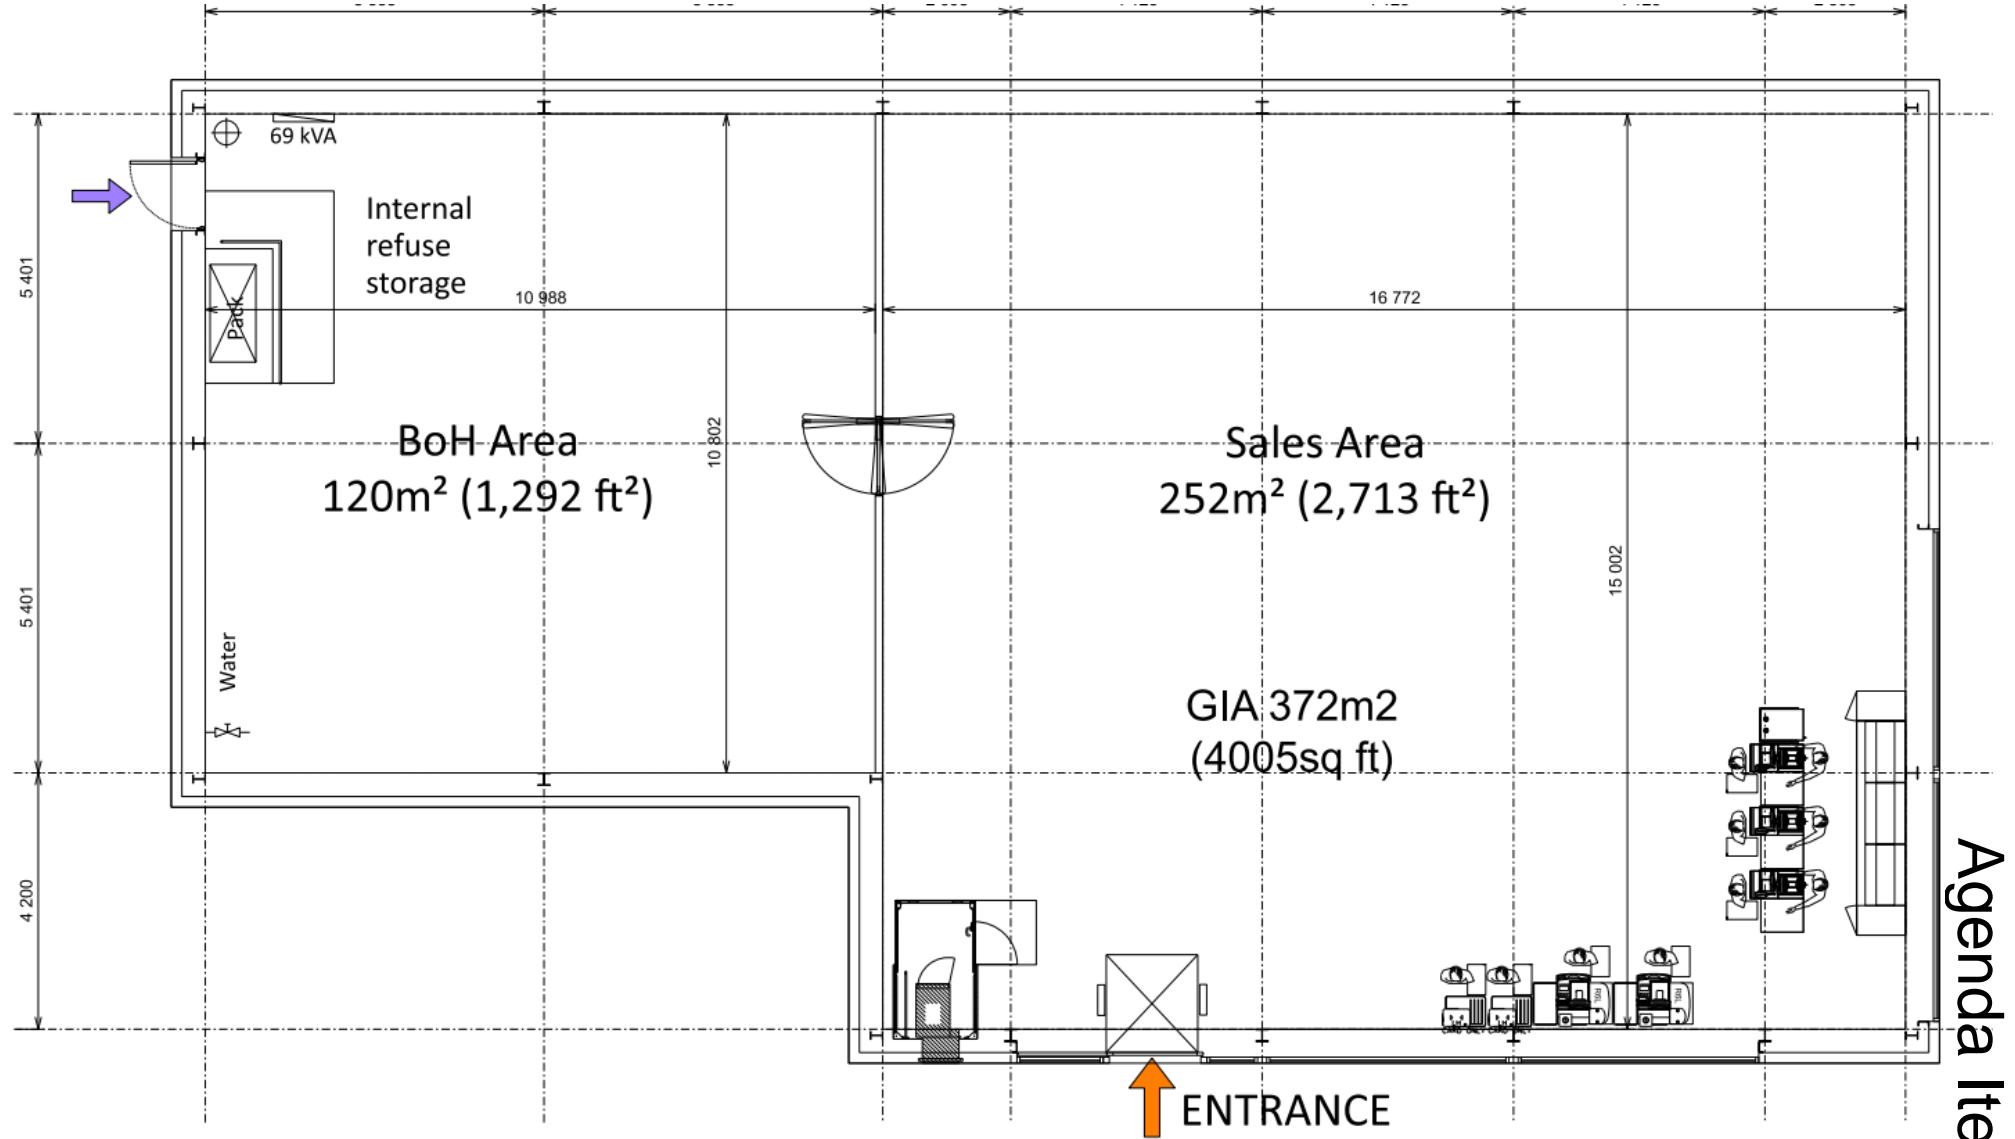 69 kVA
Internal
refuse
storage
5 401
10 988
16 772
Pack
BoH Area
120m² (1,292 ft²)
10 802
Sales Area
252m² (2,713 ft²)
15 002
5 401
Water
GIA 372m2
(4005sq ft)
4 200
ENTRANCE
Agenda Ite